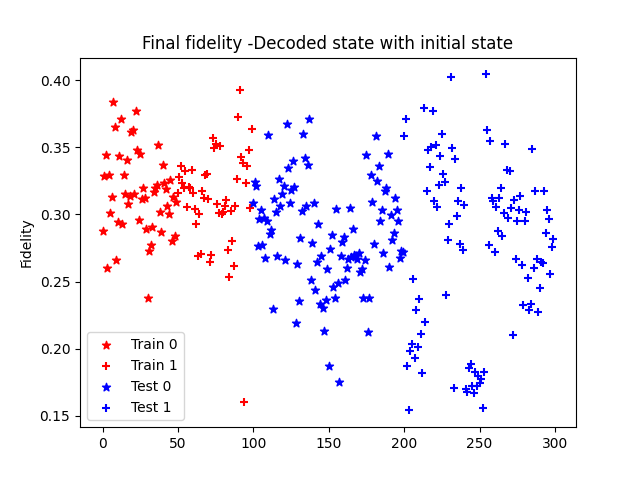 Final fidelity -Decoded state with initial state
Fidelity
0.40
0.35
0.30
0.25
0.20
0.15
Train 0
Train 1
Test 0
Test 1
0 50 100 150 200 250 300